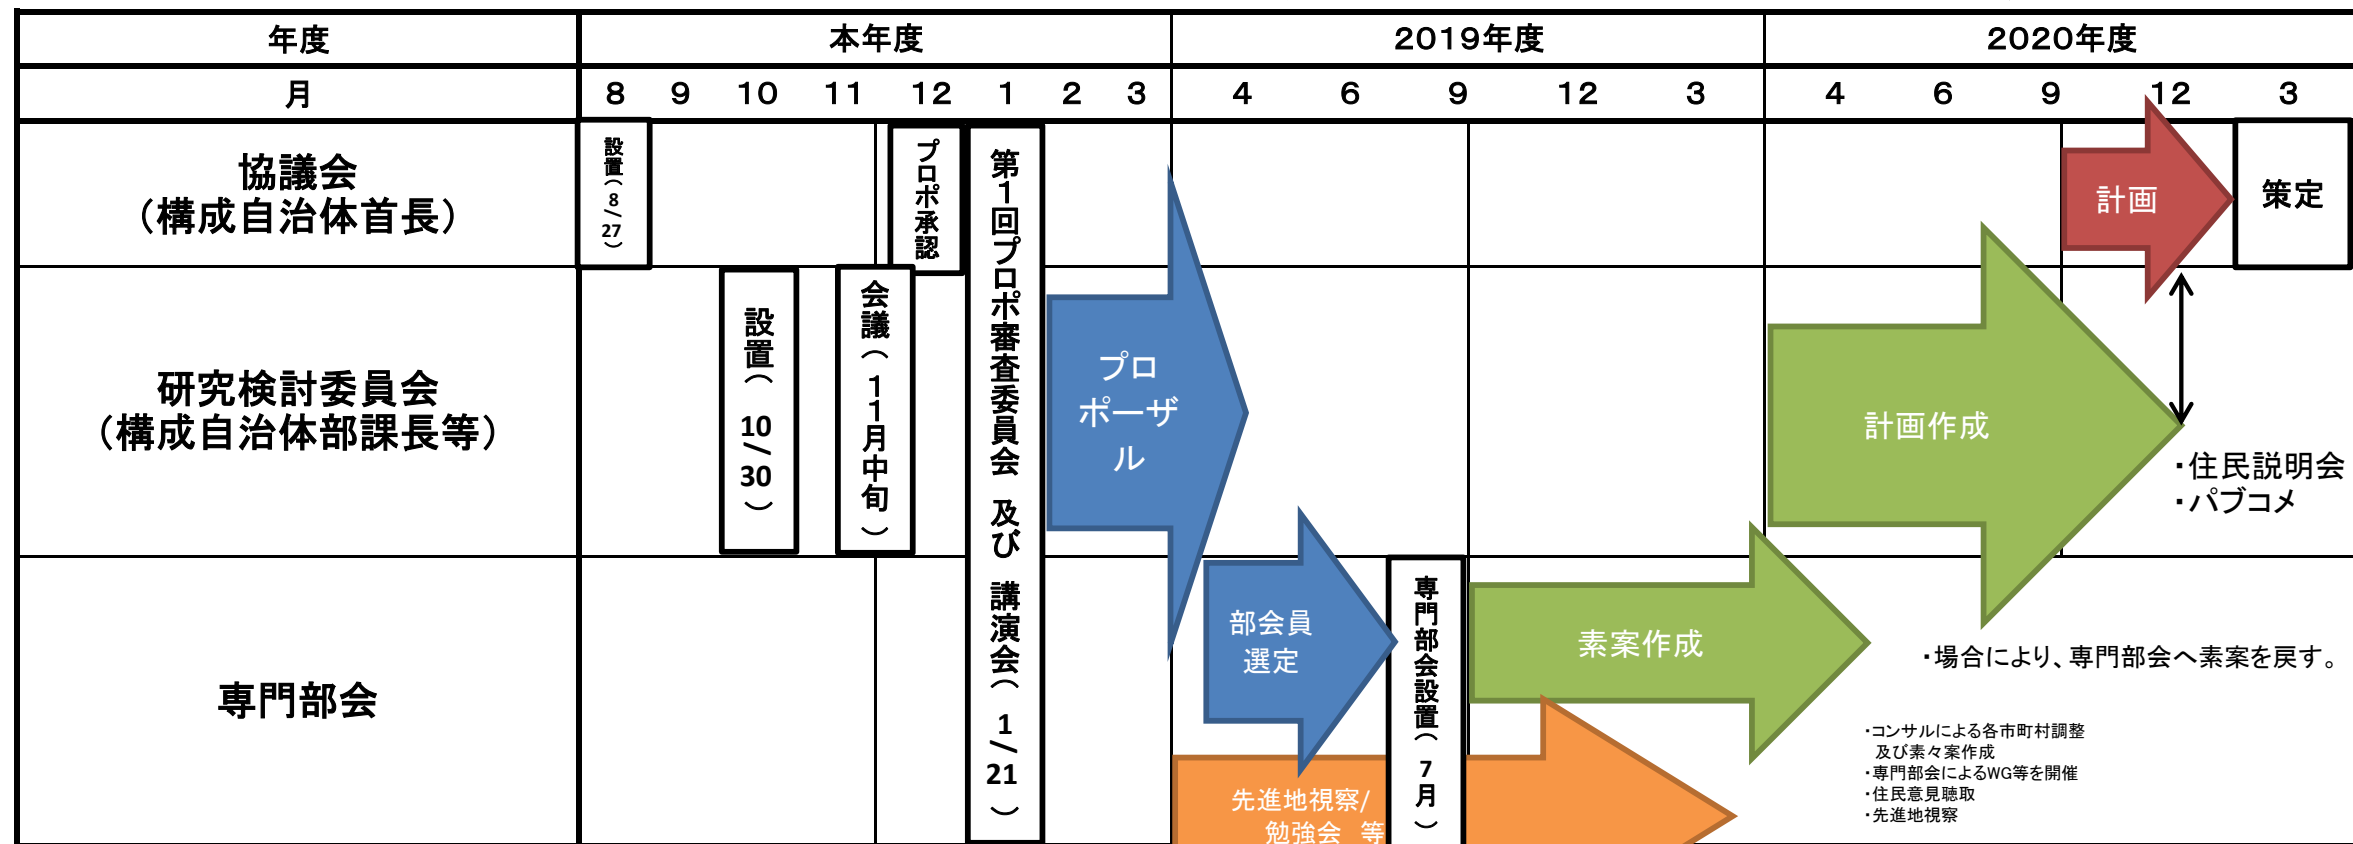 年度
本年度
2019年度
2020年度
月
8 9 10 11 12 1 2 3
4 6 9 12 3
4 6 9 12 3
協議会
（構成自治体首長）
設置（8/27）
プロポ承認
第1回プロポ審査委員会 及び 講演会（1/21）
計画
策定
研究検討委員会
（構成自治体部課長等）
設置（10/30）
会議（11月中旬）
プロ
ポーザ
ル
計画作成
・住民説明会
・パブコメ
専門部会
部会員
選定
専門部会設置（7月）
素案作成
・場合により、専門部会へ素案を戻す。
先進地視察/
勉強会 等
・コンサルによる各市町村調整
及び素々案作成
・専門部会によるWG等を開催
・住民意見聴取
・先進地視察